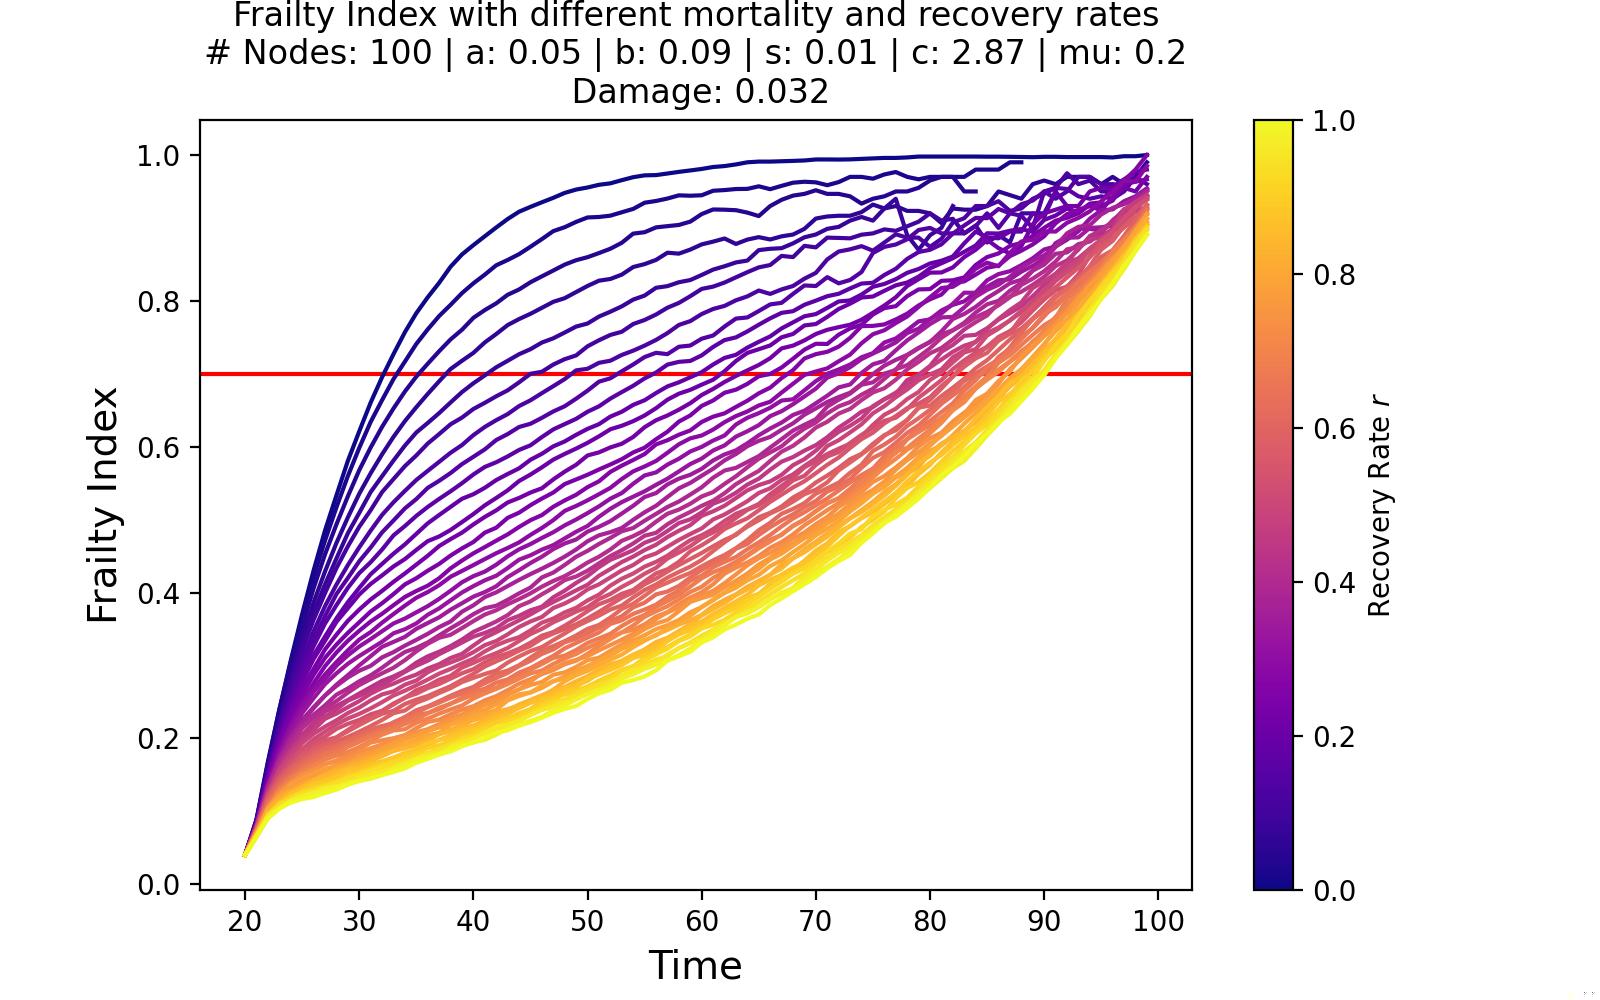 Frailty Index with different mortality and recovery rates
# Nodes: 100 | a: 0.05 | b: 0.09 | s: 0.01 | c: 2.87 | mu: 0.2
Damage: 0.032
1.0
0.8
0.6
0.4
0.2
0.0
Frailty Index
20 30 40 50 60 70 80 90 100
Time
1.0
0.8
0.6
0.4
0.2
0.0
Recovery Rate r